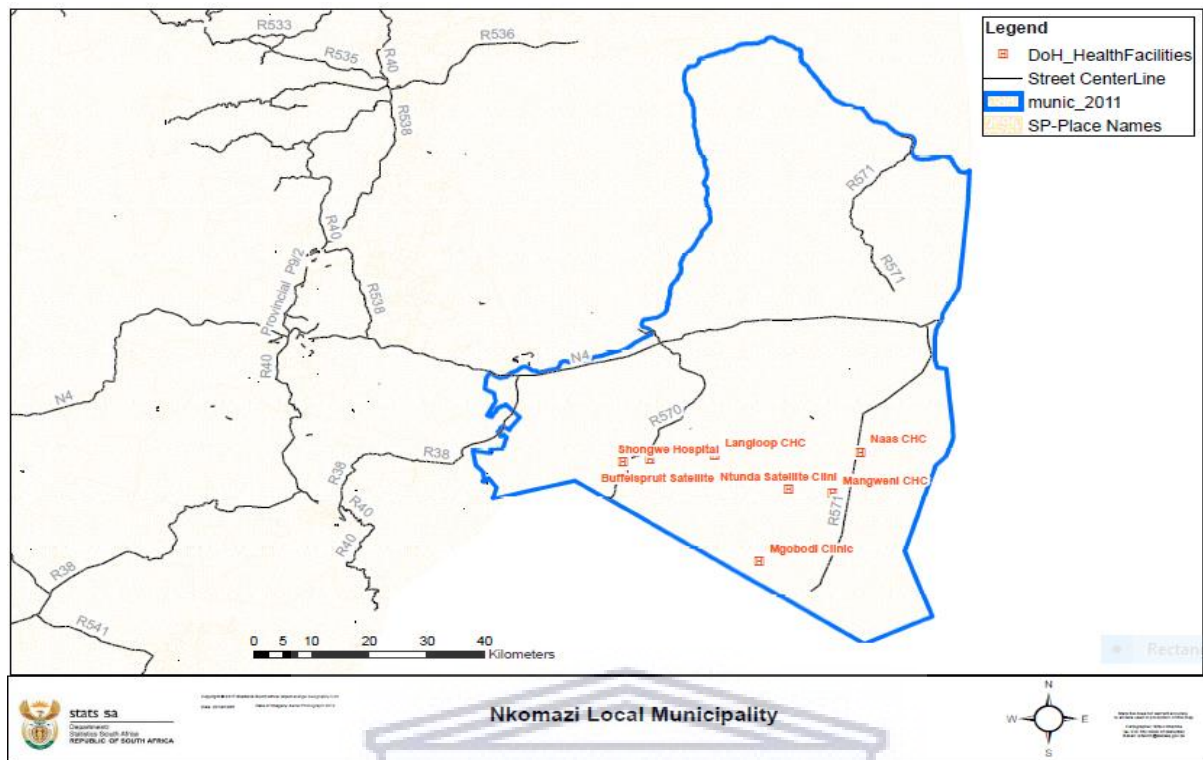 R533
R536
R535
R40
R538
R40
Provincial P9/2
R538
R40
N4
N4
R571
R571
R570
R38
R38
R40
R40
R38
R541
R571
Shongwe Hospital
Langloop CHC
Naas CHC
Buffelspruit Satellite
Ntunda Satellite Clini
Mangweni CHC
Mgobodi Clinic
Legend
DoH_HealthFacilities
Street CenterLine
munic_2011
SP-Place Names
0 5 10 20 30 40
Kilometers
Rectan
stats sa
Department:
Statistics South Africa
REPUBLIC OF SOUTH AFRICA
Nkomazi Local Municipality
N
W E
S